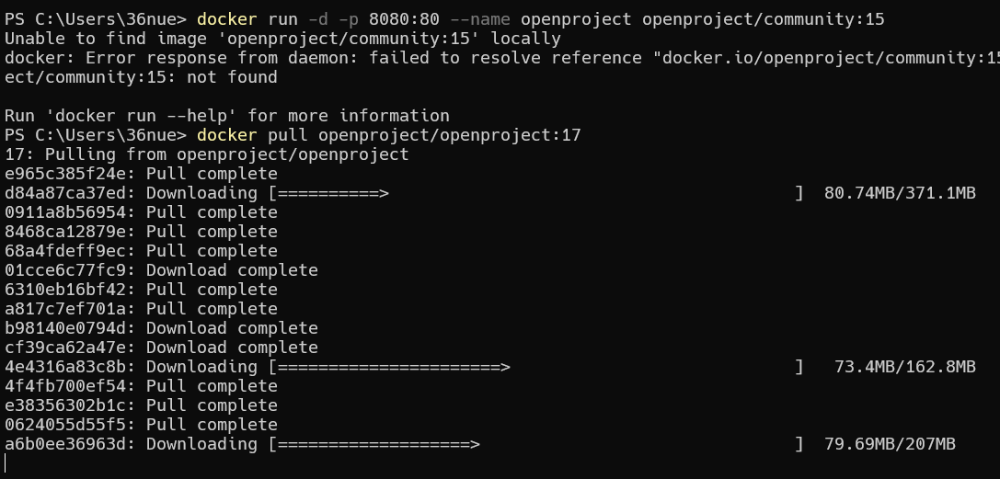 PS C:\Users\36nue> docker run -d -p 8080:80 --name openproject openproject/community:15
Unable to find image 'openproject/community:15' locally
docker: Error response from daemon: failed to resolve reference "docker.io/openproject/community:15
ect/community:15: not found
Run 'docker run --help' for more information
PS C:\Users\36nue> docker pull openproject/openproject:17
17: Pulling from openproject/openproject
e965c385f24e: Pull complete
d84a87ca37ed: Downloading [==========>                                        ]  80.74MB/371.1MB
0911a8b56954: Pull complete
8468ca12879e: Pull complete
68a4fdeff9ec: Pull complete
01cce6c77fc9: Download complete
6310eb16bf42: Pull complete
a817c7ef701a: Pull complete
b98140e0794d: Download complete
cf39ca62a47e: Download complete
4e4316a83c8b: Downloading [======================>                            ]   73.4MB/162.8MB
4f4fb700ef54: Pull complete
e38356302b1c: Pull complete
0624055d55f5: Pull complete
a6b0ee36963d: Downloading [===================>                               ]  79.69MB/207MB